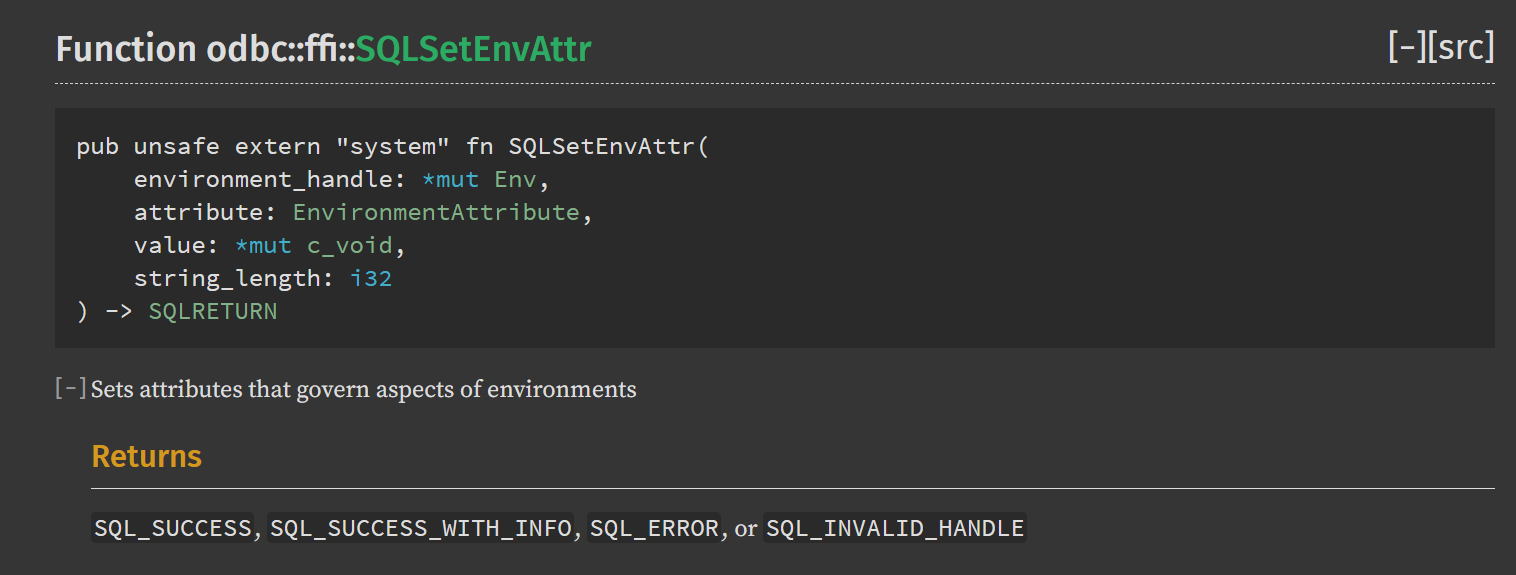 Function odbc::ffi::SQLSetEnvAttr [−][src]
pub unsafe extern "system" fn SQLSetEnvAttr(
    environment_handle: *mut Env,
    attribute: EnvironmentAttribute,
    value: *mut c_void,
    string_length: i32
) -> SQLRETURN
[−] Sets attributes that govern aspects of environments
Returns
SQL_SUCCESS, SQL_SUCCESS_WITH_INFO, SQL_ERROR, or SQL_INVALID_HANDLE